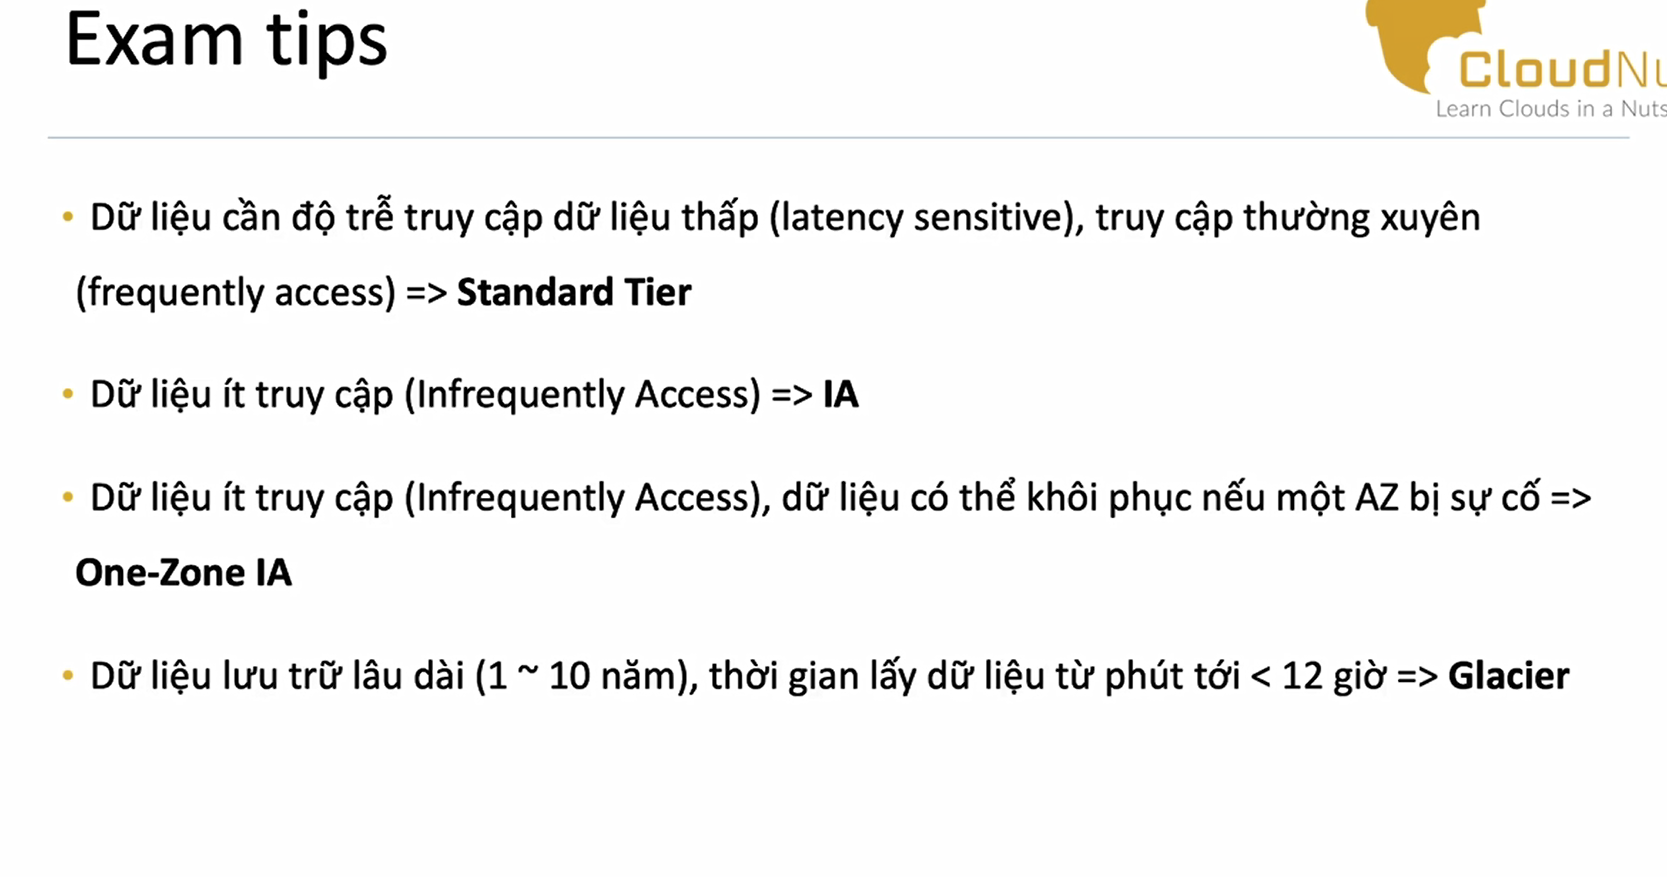 Exam tips
CloudNu
Learn Clouds in a Nuts
• Dữ liệu cần độ trễ truy cập dữ liệu thấp (latency sensitive), truy cập thường xuyên
(frequently access) => Standard Tier
• Dữ liệu ít truy cập (Infrequently Access) => IA
• Dữ liệu ít truy cập (Infrequently Access), dữ liệu có thể khôi phục nếu một AZ bị sự cố =>
One-Zone IA
• Dữ liệu lưu trữ lâu dài (1 ~ 10 năm), thời gian lấy dữ liệu từ phút tới < 12 giờ => Glacier